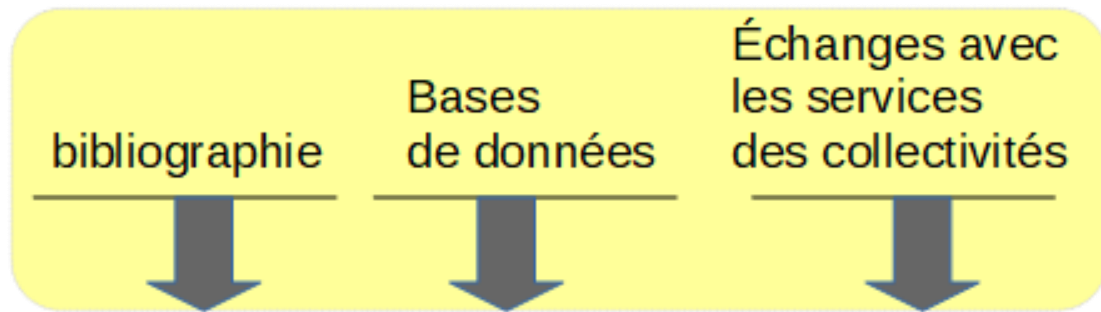 bibliographie
Bases
de données
Échanges avec
les services
des collectivités